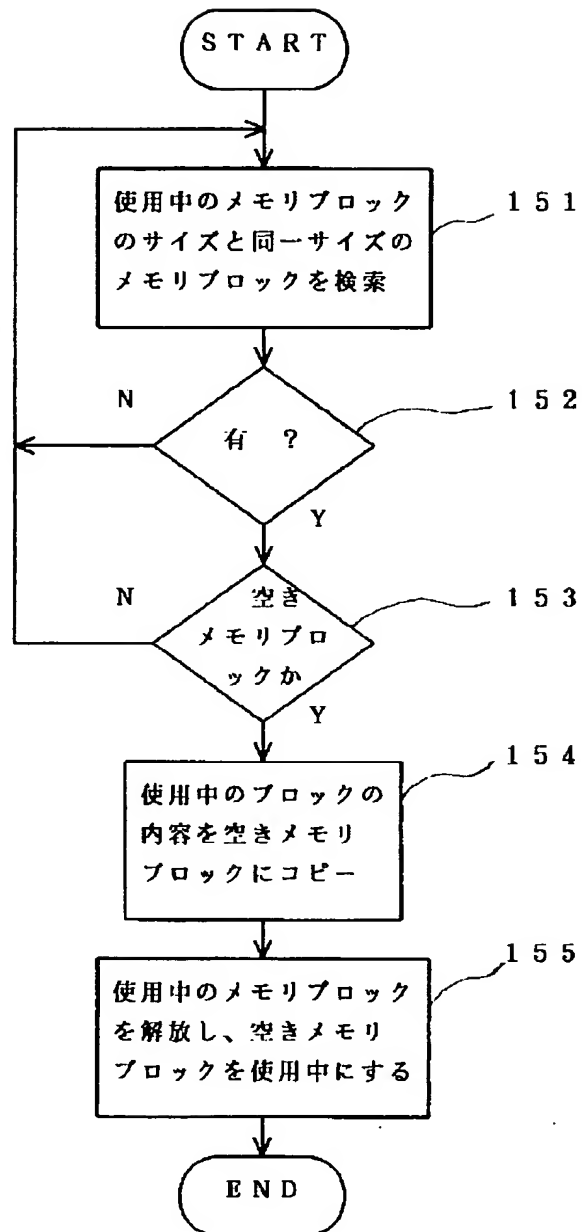 START
使用中のメモリブロック
のサイズと同一サイズの
メモリブロックを検索
151
N
有 ?
152
Y
N
空き
メモリブロ
ックか
153
Y
使用中のブロックの
内容を空きメモリ
ブロックにコピー
154
使用中のメモリブロック
を解放し、空きメモリ
ブロックを使用中にする
155
END